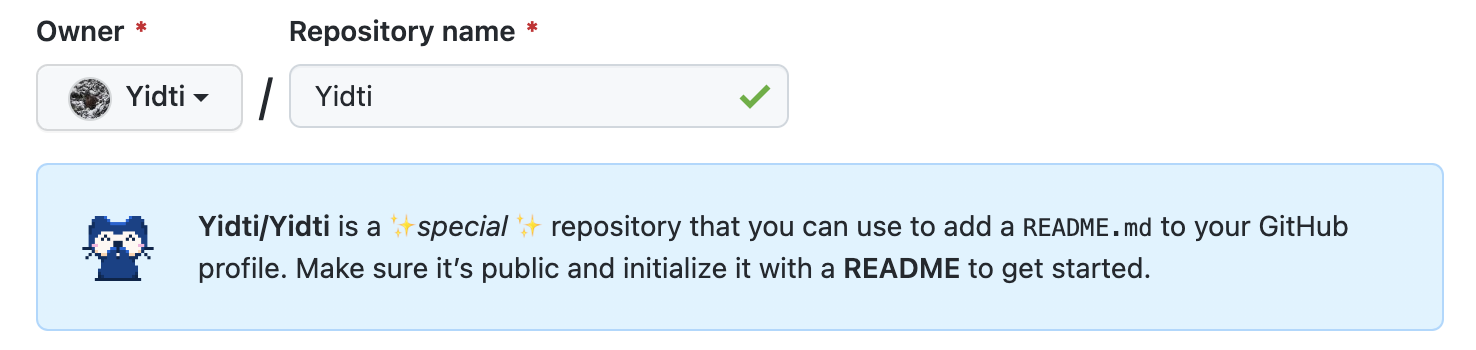 Owner * Repository name *
Yidti / Yidti
Yidti/Yidti is a ✨special ✨ repository that you can use to add a README.md to your GitHub
profile. Make sure it’s public and initialize it with a README to get started.